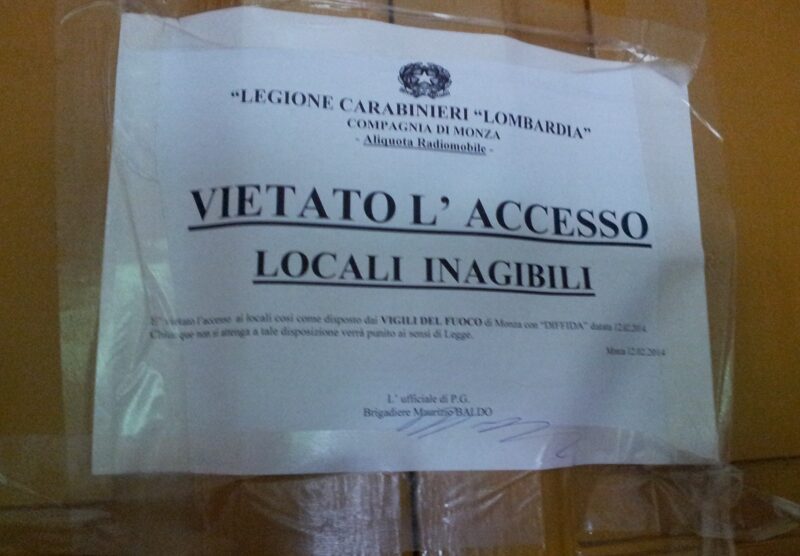 “LEGIONE CARABINIERI “LOMBARDIA”
COMPAGNIA DI MONZA
- Aliquota Radiomobile -
VIETATO L’ ACCESSO
LOCALI INAGIBILI
E’ vietato l’accesso ai locali così come disposto dai VIGILI DEL FUOCO di Monza con “DIFFIDA” datata 12.02.2014.
che non si attenga a tale disposizione verrà punito ai sensi di Legge.
Monza 12.02.2014
L’ ufficiale di P.G.
Brigadiere Maurizio BALDO